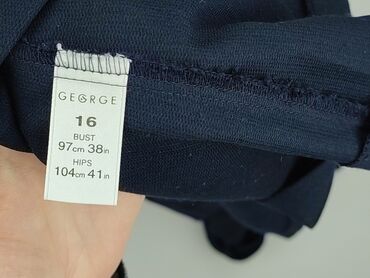 GEORGE
16
BUST
97cm 38in
HIPS
104cm 41in